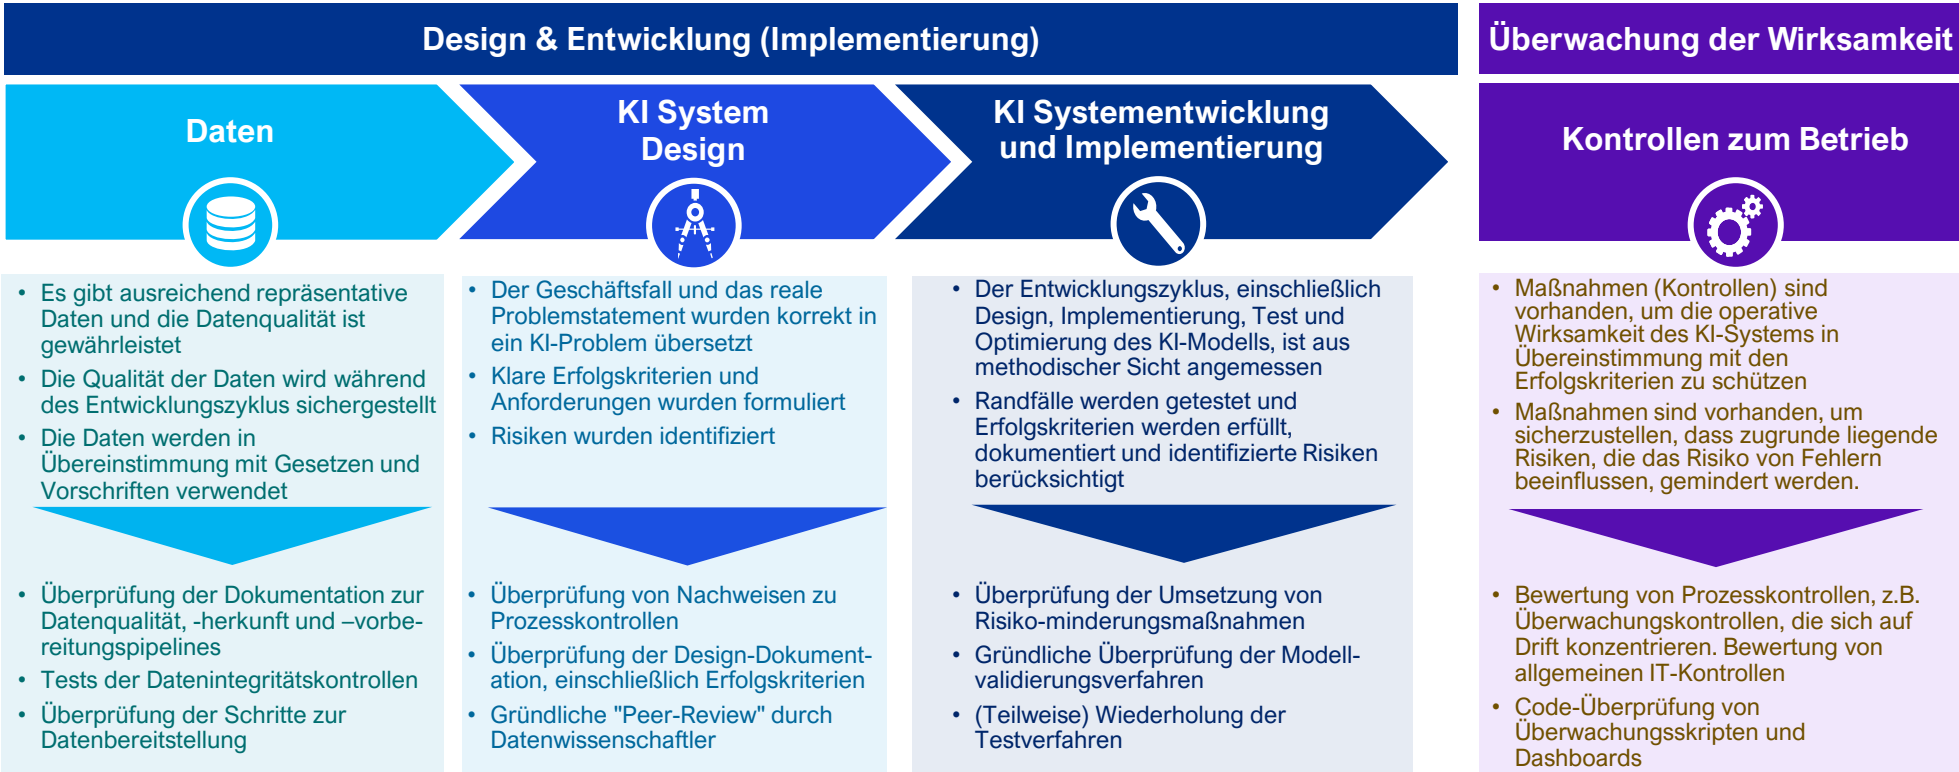 Design & Entwicklung (Implementierung)
Überwachung der Wirksamkeit
Daten
KI System
Design
KI Systementwicklung
und Implementierung
Kontrollen zum Betrieb
• Es gibt ausreichend repräsentative
Daten und die Datenqualität ist
gewährleistet
• Die Qualität der Daten wird während
des Entwicklungszyklus sichergestellt
• Die Daten werden in
Übereinstimmung mit Gesetzen und
Vorschriften verwendet
• Überprüfung der Dokumentation zur
Datenqualität, -herkunft und –vorbe-
reitungspipelines
• Tests der Datenintegritätskontrollen
• Überprüfung der Schritte zur
Datenbereitstellung
• Der Geschäftsfall und das reale
Problemstatement wurden korrekt in
ein KI-Problem übersetzt
• Klare Erfolgskriterien und
Anforderungen wurden formuliert
• Risiken wurden identifiziert
• Überprüfung von Nachweisen zu
Prozesskontrollen
• Überprüfung der Design-Dokument-
ation, einschließlich Erfolgskriterien
• Gründliche "Peer-Review" durch
Datenwissenschaftler
• Der Entwicklungszyklus, einschließlich
Design, Implementierung, Test und
Optimierung des KI-Modells, ist aus
methodischer Sicht angemessen
• Randfälle werden getestet und
Erfolgskriterien werden erfüllt,
dokumentiert und identifizierte Risiken
berücksichtigt
• Überprüfung der Umsetzung von
Risiko-minderungsmaßnahmen
• Gründliche Überprüfung der Modell-
validierungsverfahren
• (Teilweise) Wiederholung der
Testverfahren
• Maßnahmen (Kontrollen) sind
vorhanden, um die operative
Wirksamkeit des KI-Systems in
Übereinstimmung mit den
Erfolgskriterien zu schützen
• Maßnahmen sind vorhanden, um
sicherzustellen, dass zugrunde liegende
Risiken, die das Risiko von Fehlern
beeinflussen, gemindert werden.
• Bewertung von Prozesskontrollen, z.B.
Überwachungskontrollen, die sich auf
Drift konzentrieren. Bewertung von
allgemeinen IT-Kontrollen
• Code-Überprüfung von
Überwachungsskripten und
Dashboards